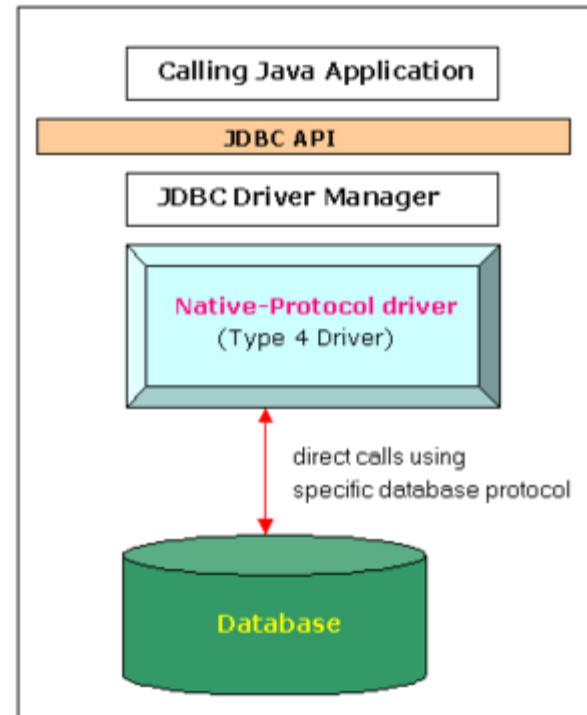 Calling Java Application
JDBC API
JDBC Driver Manager
Native-Protocol driver
(Type 4 Driver)
direct calls using
specific database protocol
Database